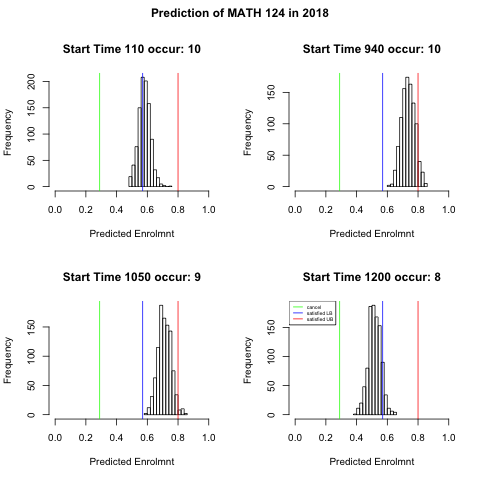 Prediction of MATH 124 in 2018
Start Time 110 occur: 10
Frequency
200
150
100
50
0
0.0 0.2 0.4 0.6 0.8 1.0
Predicted Enrolmnt
Start Time 940 occur: 10
Frequency
150
100
50
0
0.0 0.2 0.4 0.6 0.8 1.0
Predicted Enrolmnt
Start Time 1050 occur: 9
Frequency
150
100
50
0
0.0 0.2 0.4 0.6 0.8 1.0
Predicted Enrolmnt
Start Time 1200 occur: 8
cancel
satisfied LB
satisfied UB
Frequency
150
100
50
0
0.0 0.2 0.4 0.6 0.8 1.0
Predicted Enrolmnt